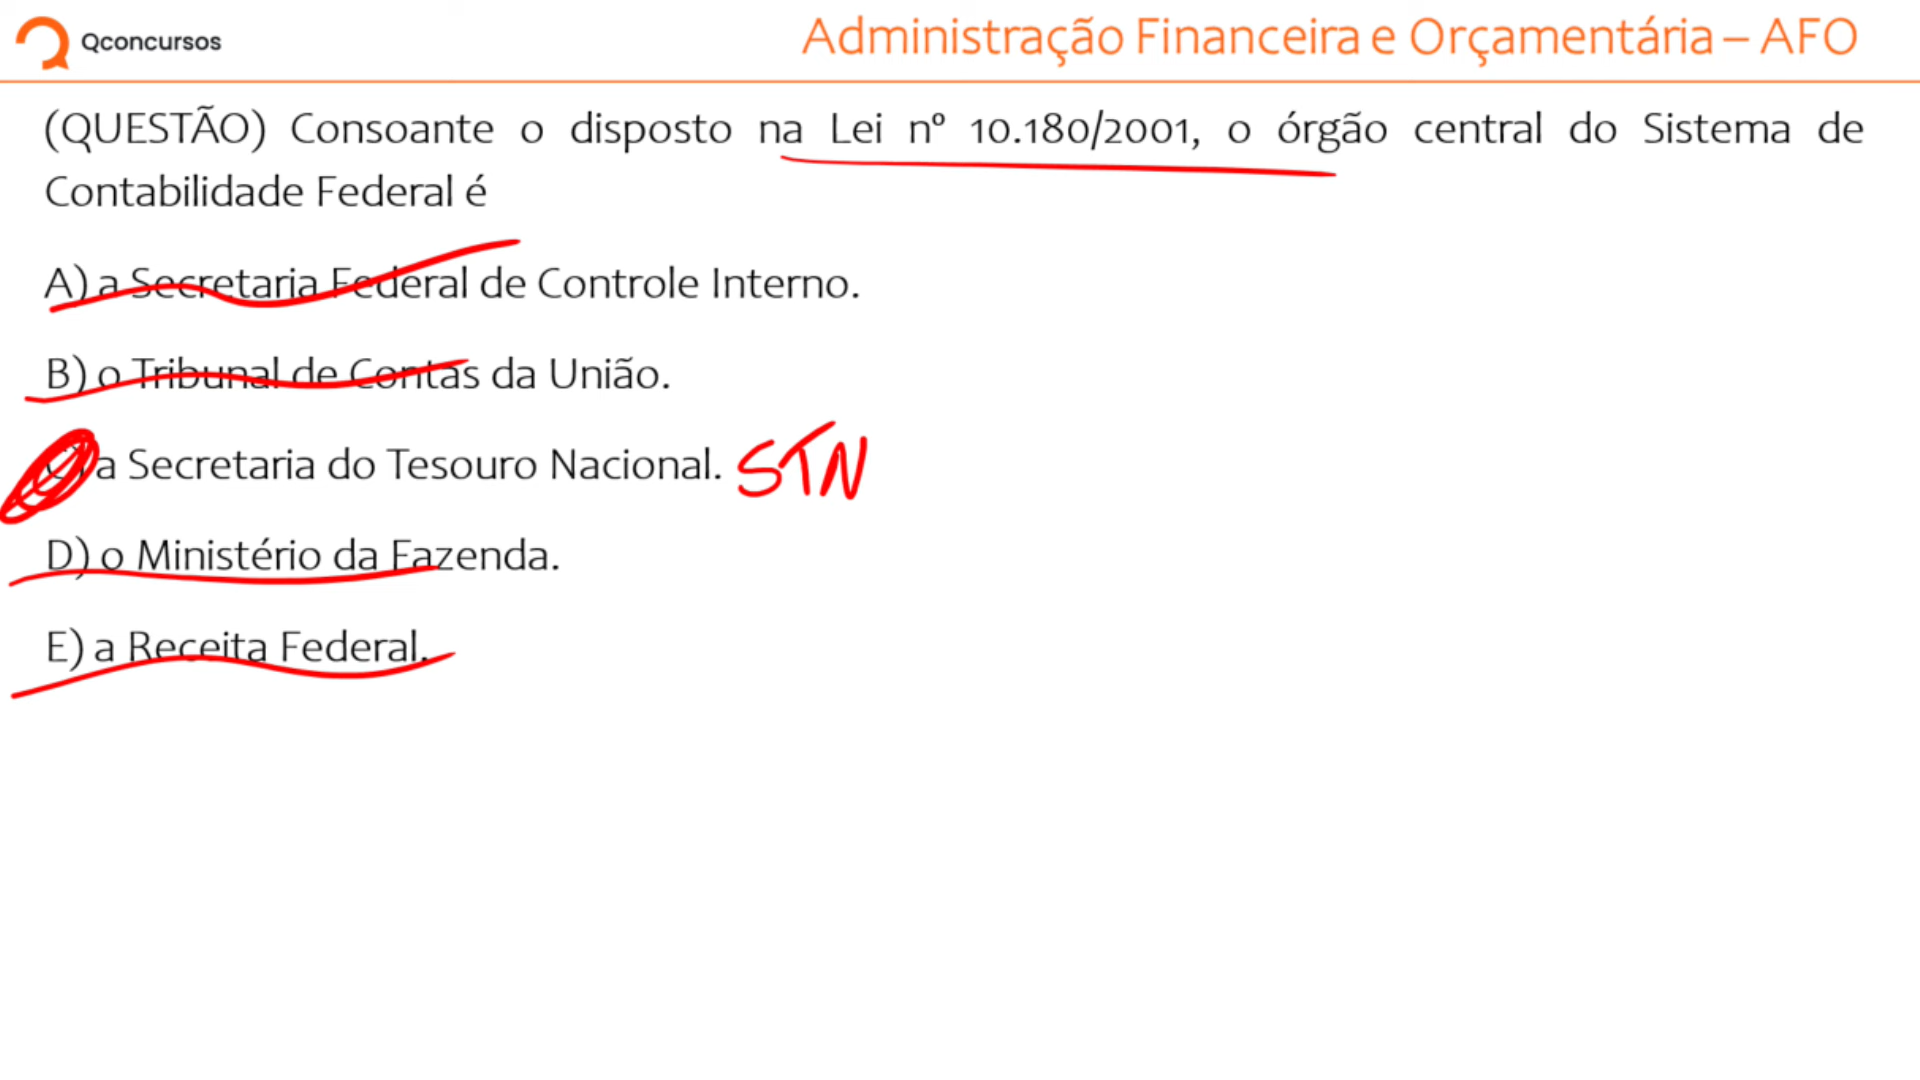 Qconcursos
Administração Financeira e Orçamentária – AFO
(QUESTÃO) Consoante o disposto na Lei nº 10.180/2001, o órgão central do Sistema de
Contabilidade Federal é
A) a Secretaria Federal de Controle Interno.
B) o Tribunal de Contas da União.
C) a Secretaria do Tesouro Nacional. STN
D) o Ministério da Fazenda.
E) a Receita Federal.